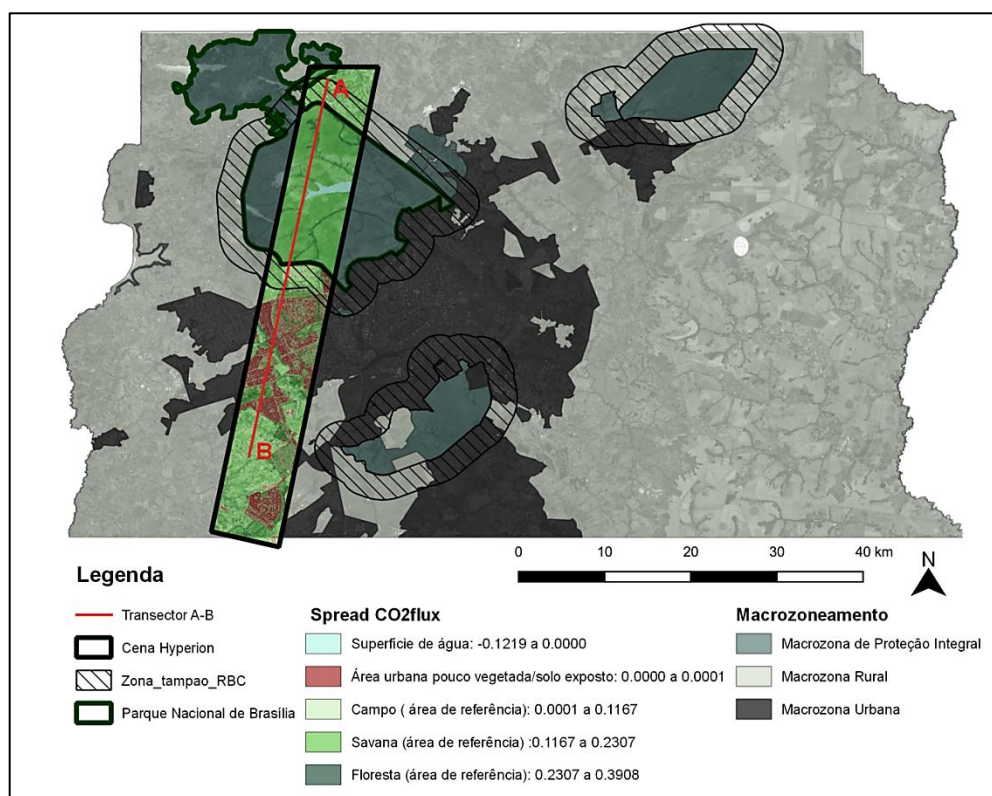 A
B
0 10 20 30 40 km
N
Legenda
Transector A-B
Cena Hyperion
Zona_tampao_RBC
Parque Nacional de Brasília
Spread CO2flux
Superfície de água: -0.1219 a 0.0000
Área urbana pouco vegetada/solo exposto: 0.0000 a 0.0001
Campo ( área de referência): 0.0001 a 0.1167
Savana (área de referência) :0.1167 a 0.2307
Floresta (área de referência): 0.2307 a 0.3908
Macrozoneamento
Macrozona de Proteção Integral
Macrozona Rural
Macrozona Urbana